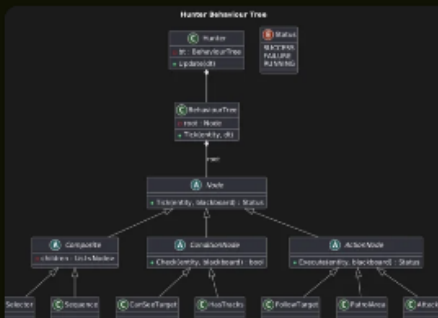 Hunter Behaviour Tree
C Hunter
bt : BehaviourTree
Update(dt)
E Status
SUCCESS
FAILURE
RUNNING
C BehaviourTree
root : Node
Tick(entity, dt)
root
A Node
Tick(entity, blackboard) : Status
A Composite
children : List<Node>
A ConditionNode
Check(entity, blackboard) : bool
A ActionNode
Execute(entity, blackboard) : Status
Selector
C Sequence
C CanSeeTarget
C HasTracks
C FollowTarget
C PatrolArea
C Attack